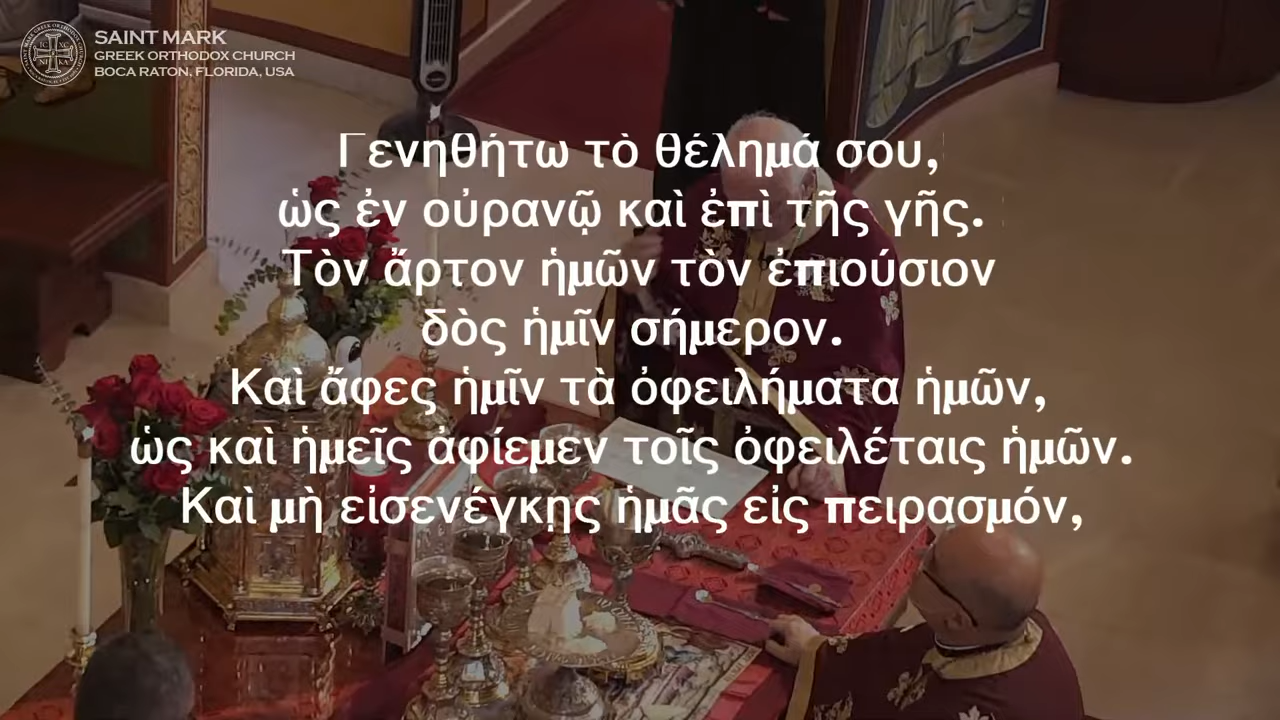 SAINT MARK
GREEK ORTHODOX CHURCH
BOCA RATON, FLORIDA, USA
Γενηθήτω τὸ θέλημά σου,
ὡς ἐν οὐρανῷ καὶ ἐπὶ τῆς γῆς.
Τὸν ἄρτον ἡμῶν τὸν ἐπιούσιον
δὸς ἡμῖν σήμερον.
Καὶ ἄφες ἡμῖν τὰ ὀφειλήματα ἡμῶν,
ὡς καὶ ἡμεῖς ἀφίεμεν τοῖς ὀφειλέταις ἡμῶν.
Καὶ μὴ εἰσενέγκῃς ἡμᾶς εἰς πειρασμόν,